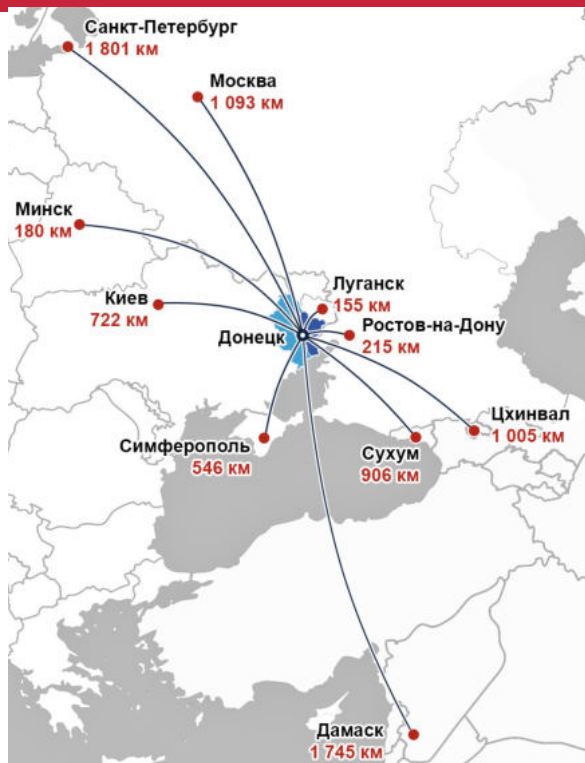 Санкт-Петербург
1 801 км
Москва
1 093 км
Минск
180 км
Киев
722 км
Луганск
155 км
Донецк
Ростов-на-Дону
215 км
Цхинвал
1 005 км
Симферополь
546 км
Сухум
906 км
Дамаск
1 745 км